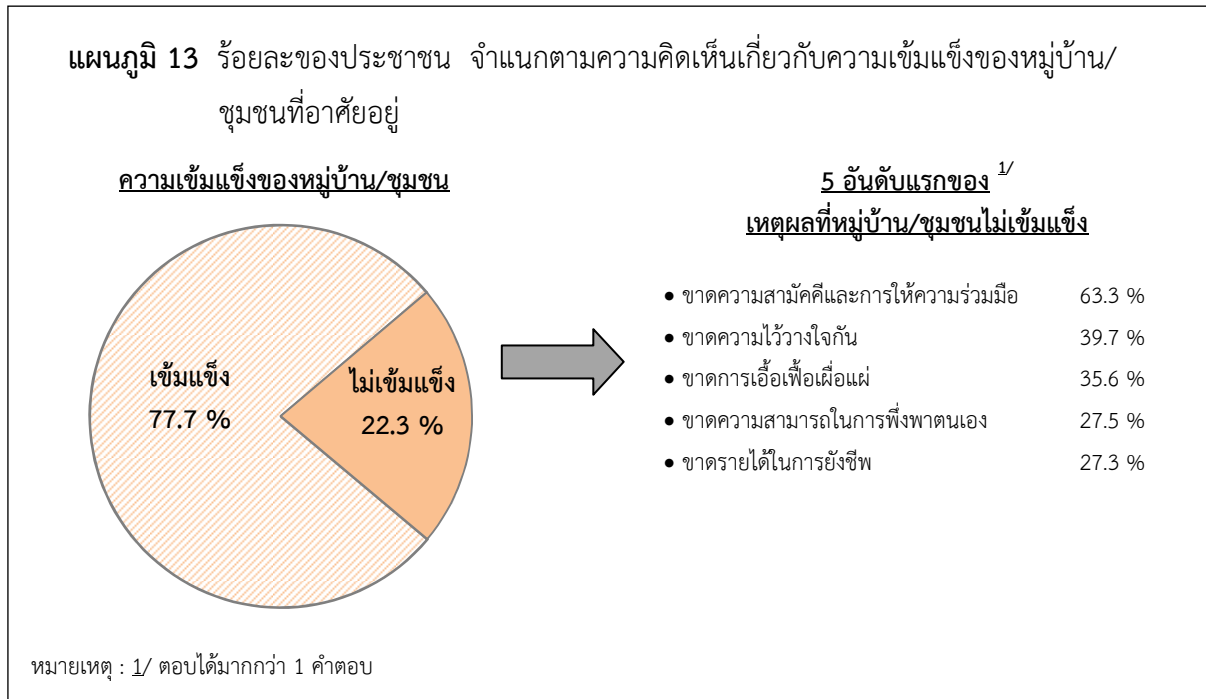 แผนภูมิ 13 ร้อยละของประชาชน จำแนกตามความคิดเห็นเกี่ยวกับความเข้มแข็งของหมู่บ้าน/
ชุมชนที่อาศัยอยู่
ความเข้มแข็งของหมู่บ้าน/ชุมชน
เข้มแข็ง
77.7 %
ไม่เข้มแข็ง
22.3 %
5 อันดับแรกของ 1/
เหตุผลที่หมู่บ้าน/ชุมชนไม่เข้มแข็ง
● ขาดความสามัคคีและการให้ความร่วมมือ 63.3 %
● ขาดความไว้วางใจกัน 39.7 %
● ขาดการเอื้อเฟื้อเผื่อแผ่ 35.6 %
● ขาดความสามารถในการพึ่งพาตนเอง 27.5 %
● ขาดรายได้ในการยังชีพ 27.3 %
หมายเหตุ : 1/ ตอบได้มากกว่า 1 คำตอบ